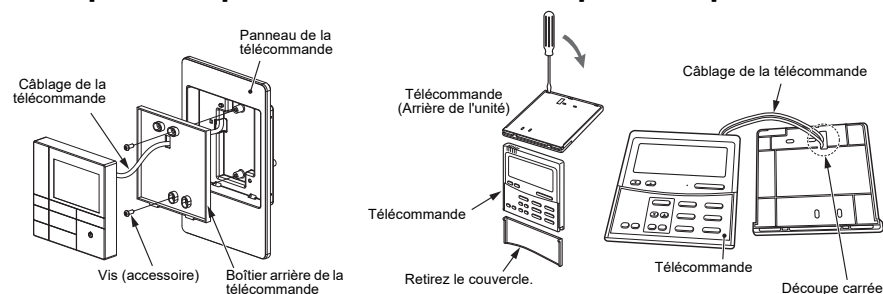 Panneau de la
télécommande
Câblage de la
télécommande
Vis (accessoire)
Boîtier arrière de la
télécommande
Télécommande
(Arrière de l'unité)
Télécommande
Retirez le couvercle.
Câblage de la télécommande
Télécommande
Découpe carrée